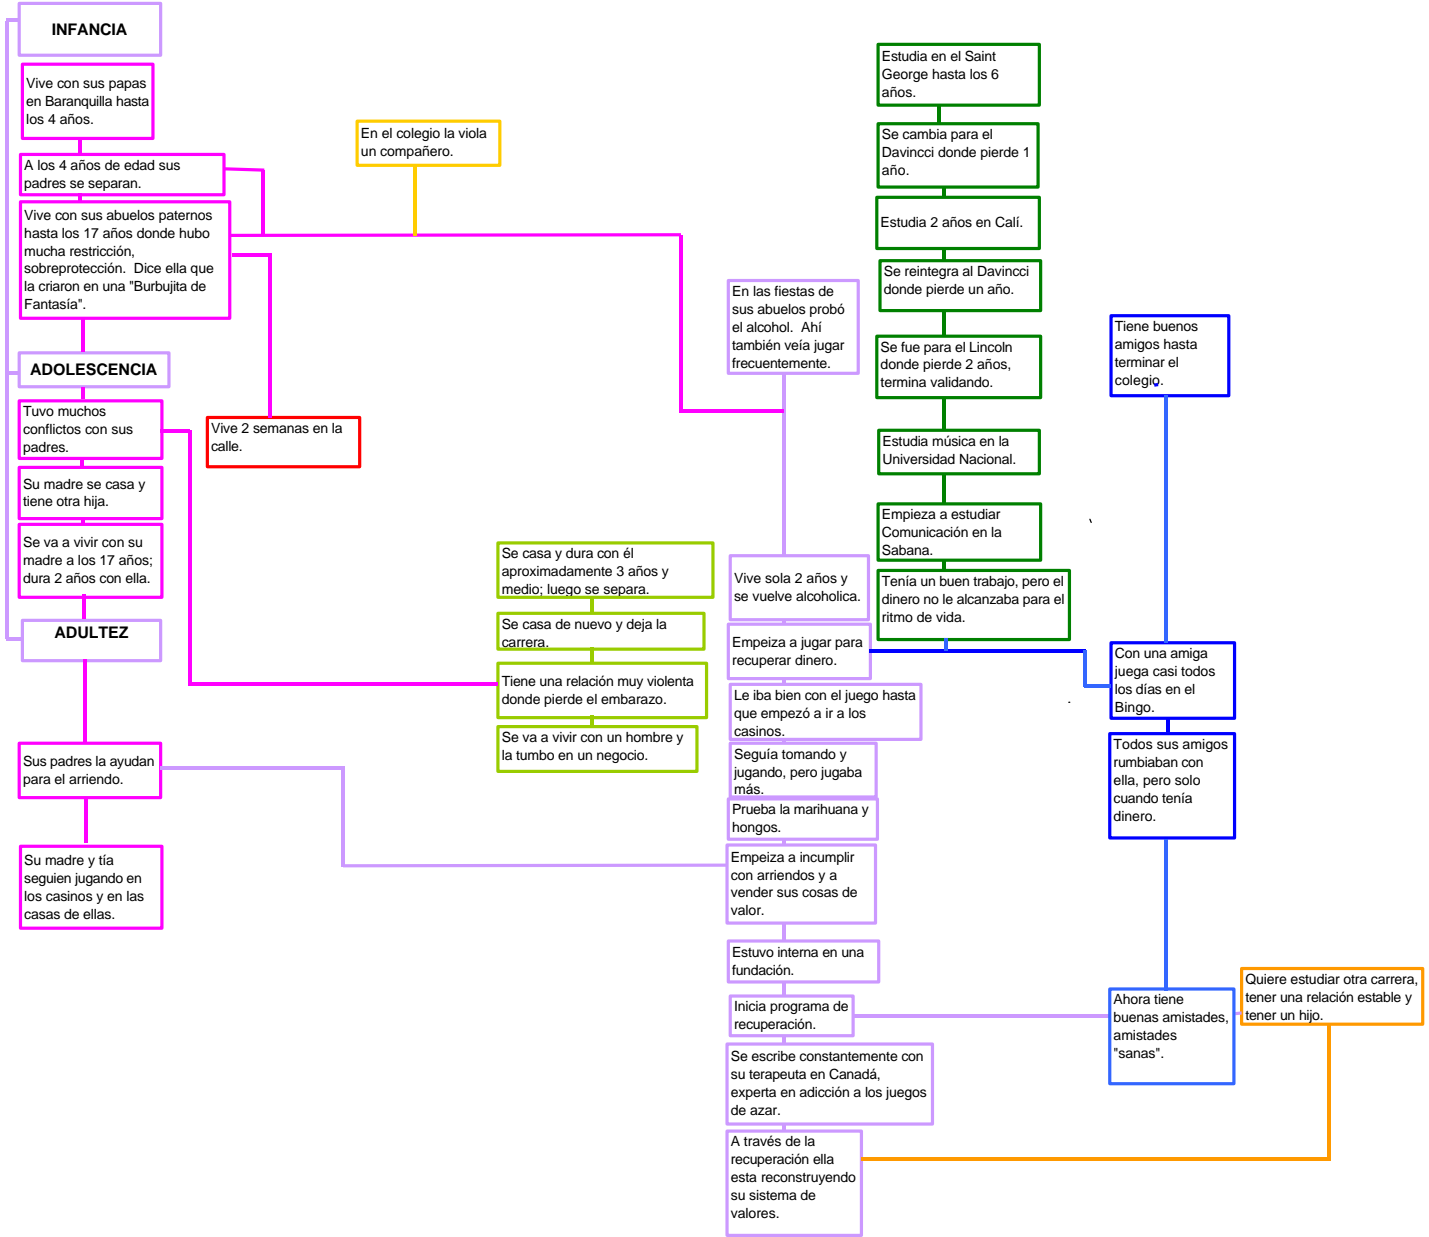 INFANCIA
Vive con sus papas
en Baranquilla hasta
los 4 años.
A los 4 años de edad sus
padres se separan.
Vive con sus abuelos paternos
hasta los 17 años donde hubo
mucha restricción,
sobreprotección.  Dice ella que
la criaron en una "Burbujita de
Fantasía".
ADOLESCENCIA
Tuvo muchos
conflictos con sus
padres.
Su madre se casa y
tiene otra hija.
Se va a vivir con su
madre a los 17 años;
dura 2 años con ella.
ADULTEZ
Sus padres la ayudan
para el arriendo.
Su madre y tía
seguien jugando en
los casinos y en las
casas de ellas.
Vive 2 semanas en la
calle.
En el colegio la viola
un compañero.
Se casa y dura con él
aproximadamente 3 años y
medio; luego se separa.
Se casa de nuevo y deja la
carrera.
Tiene una relación muy violenta
donde pierde el embarazo.
Se va a vivir con un hombre y
la tumbo en un negocio.
En las fiestas de
sus abuelos probó
el alcohol.  Ahí
también veía jugar
frecuentemente.
Vive sola 2 años y
se vuelve alcoholica.
Empeiza a jugar para
recuperar dinero.
Le iba bien con el juego hasta
que empezó a ir a los
casinos.
Seguía tomando y
jugando, pero jugaba
más.
Prueba la marihuana y
hongos.
Empeiza a incumplir
con arriendos y a
vender sus cosas de
valor.
Estuvo interna en una
fundación.
Inicia programa de
recuperación.
Se escribe constantemente con
su terapeuta en Canadá,
experta en adicción a los juegos
de azar.
A través de la
recuperación ella
esta reconstruyendo
su sistema de
valores.
Estudia en el Saint
George hasta los 6
años.
Se cambia para el
Davincci donde pierde 1
año.
Estudia 2 años en Calí.
Se reintegra al Davincci
donde pierde un año.
Se fue para el Lincoln
donde pierde 2 años,
termina validando.
Estudia música en la
Universidad Nacional.
Empieza a estudiar
Comunicación en la
Sabana.
Tenía un buen trabajo, pero el
dinero no le alcanzaba para el
ritmo de vida.
Tiene buenos
amigos hasta
terminar el
colegio.
Con una amiga
juega casi todos
los días en el
Bingo.
Todos sus amigos
rumbiaban con
ella, pero solo
cuando tenía
dinero.
Ahora tiene
buenas amistades,
amistades
"sanas".
Quiere estudiar otra carrera,
tener una relación estable y
tener un hijo.